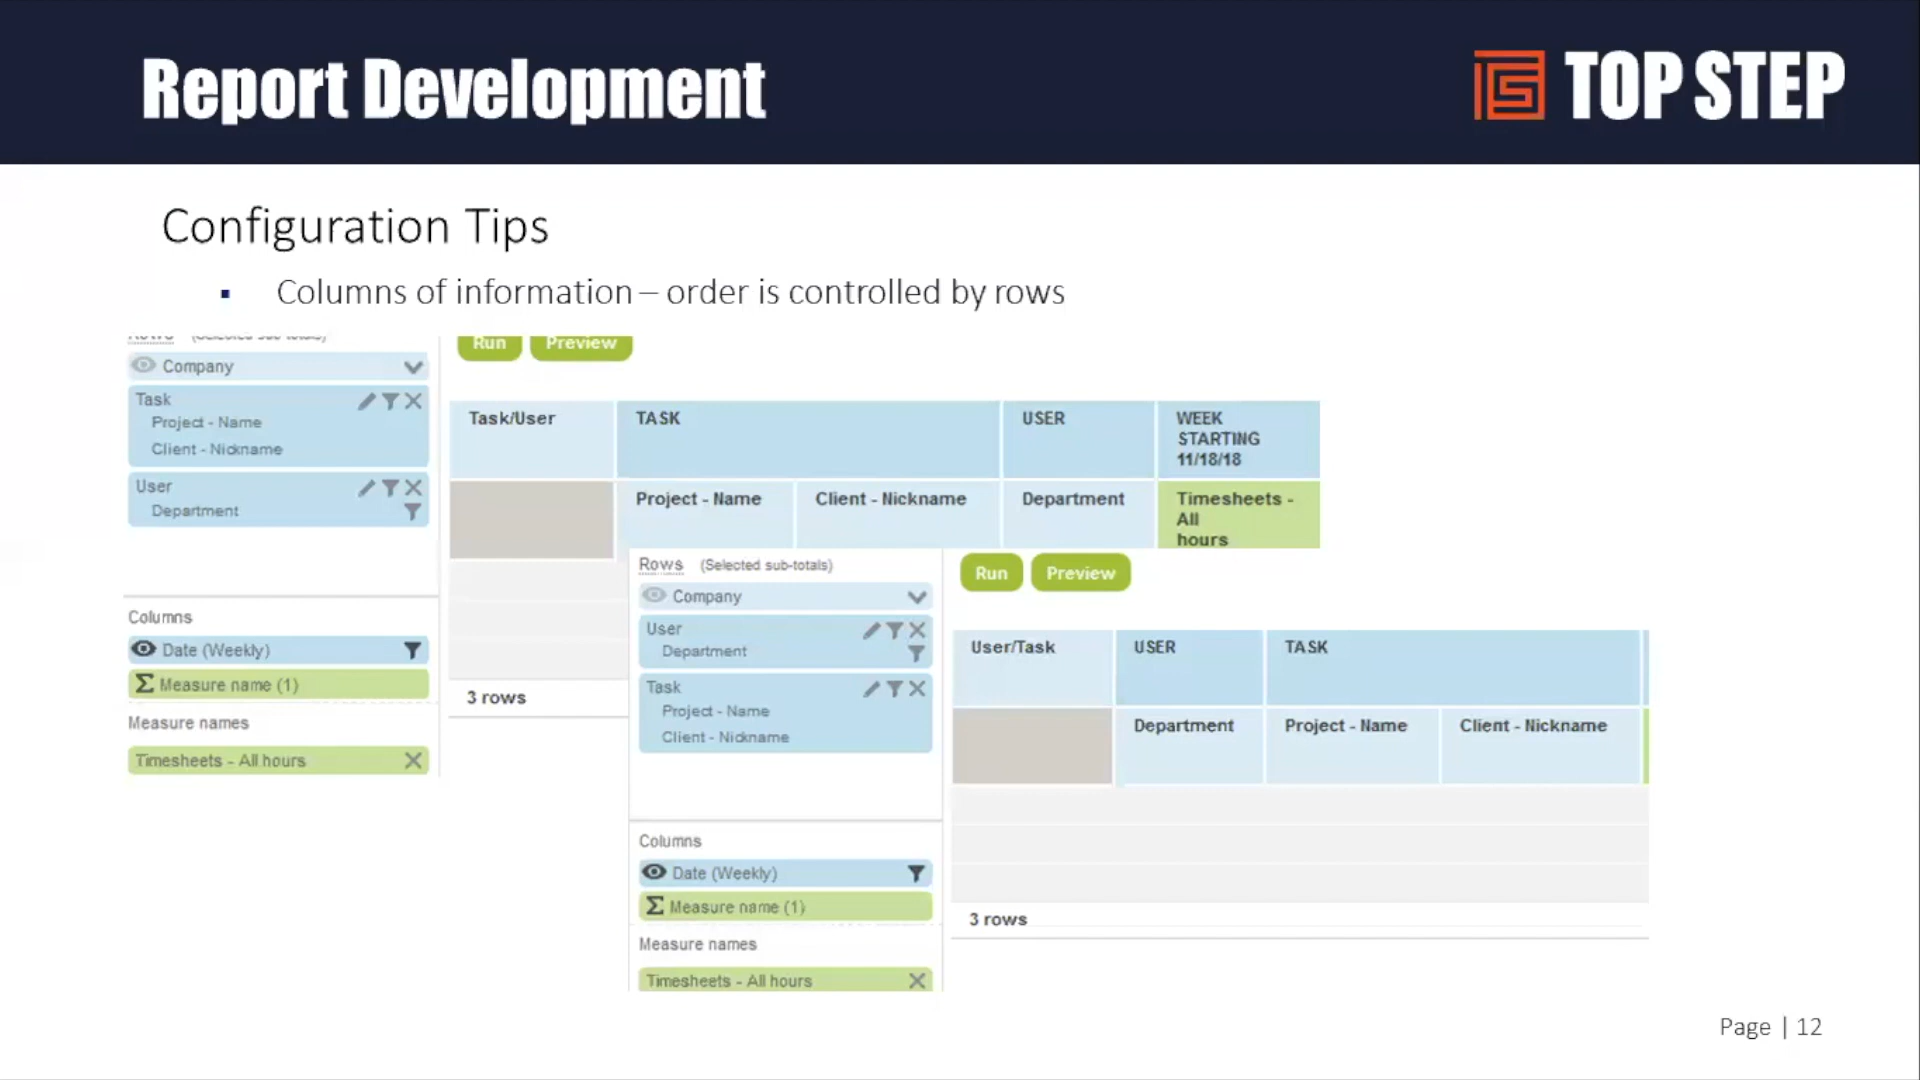 Report Development
TOP STEP
Configuration Tips
▪ Columns of information – order is controlled by rows
Rows (Selected sub-totals)
Company
Task
Project - Name
Client - Nickname
User
Department
Columns
Date (Weekly)
Σ Measure name (1)
Measure names
Timesheets - All hours
Run Preview
Task/User TASK USER WEEK
STARTING
11/18/18
Project - Name Client - Nickname Department Timesheets -
All
hours
3 rows
Rows (Selected sub-totals)
Company
User
Department
Task
Project - Name
Client - Nickname
Columns
Date (Weekly)
Σ Measure name (1)
Measure names
Timesheets - All hours
Run Preview
User/Task USER TASK
Department Project - Name Client - Nickname
3 rows
Page | 12